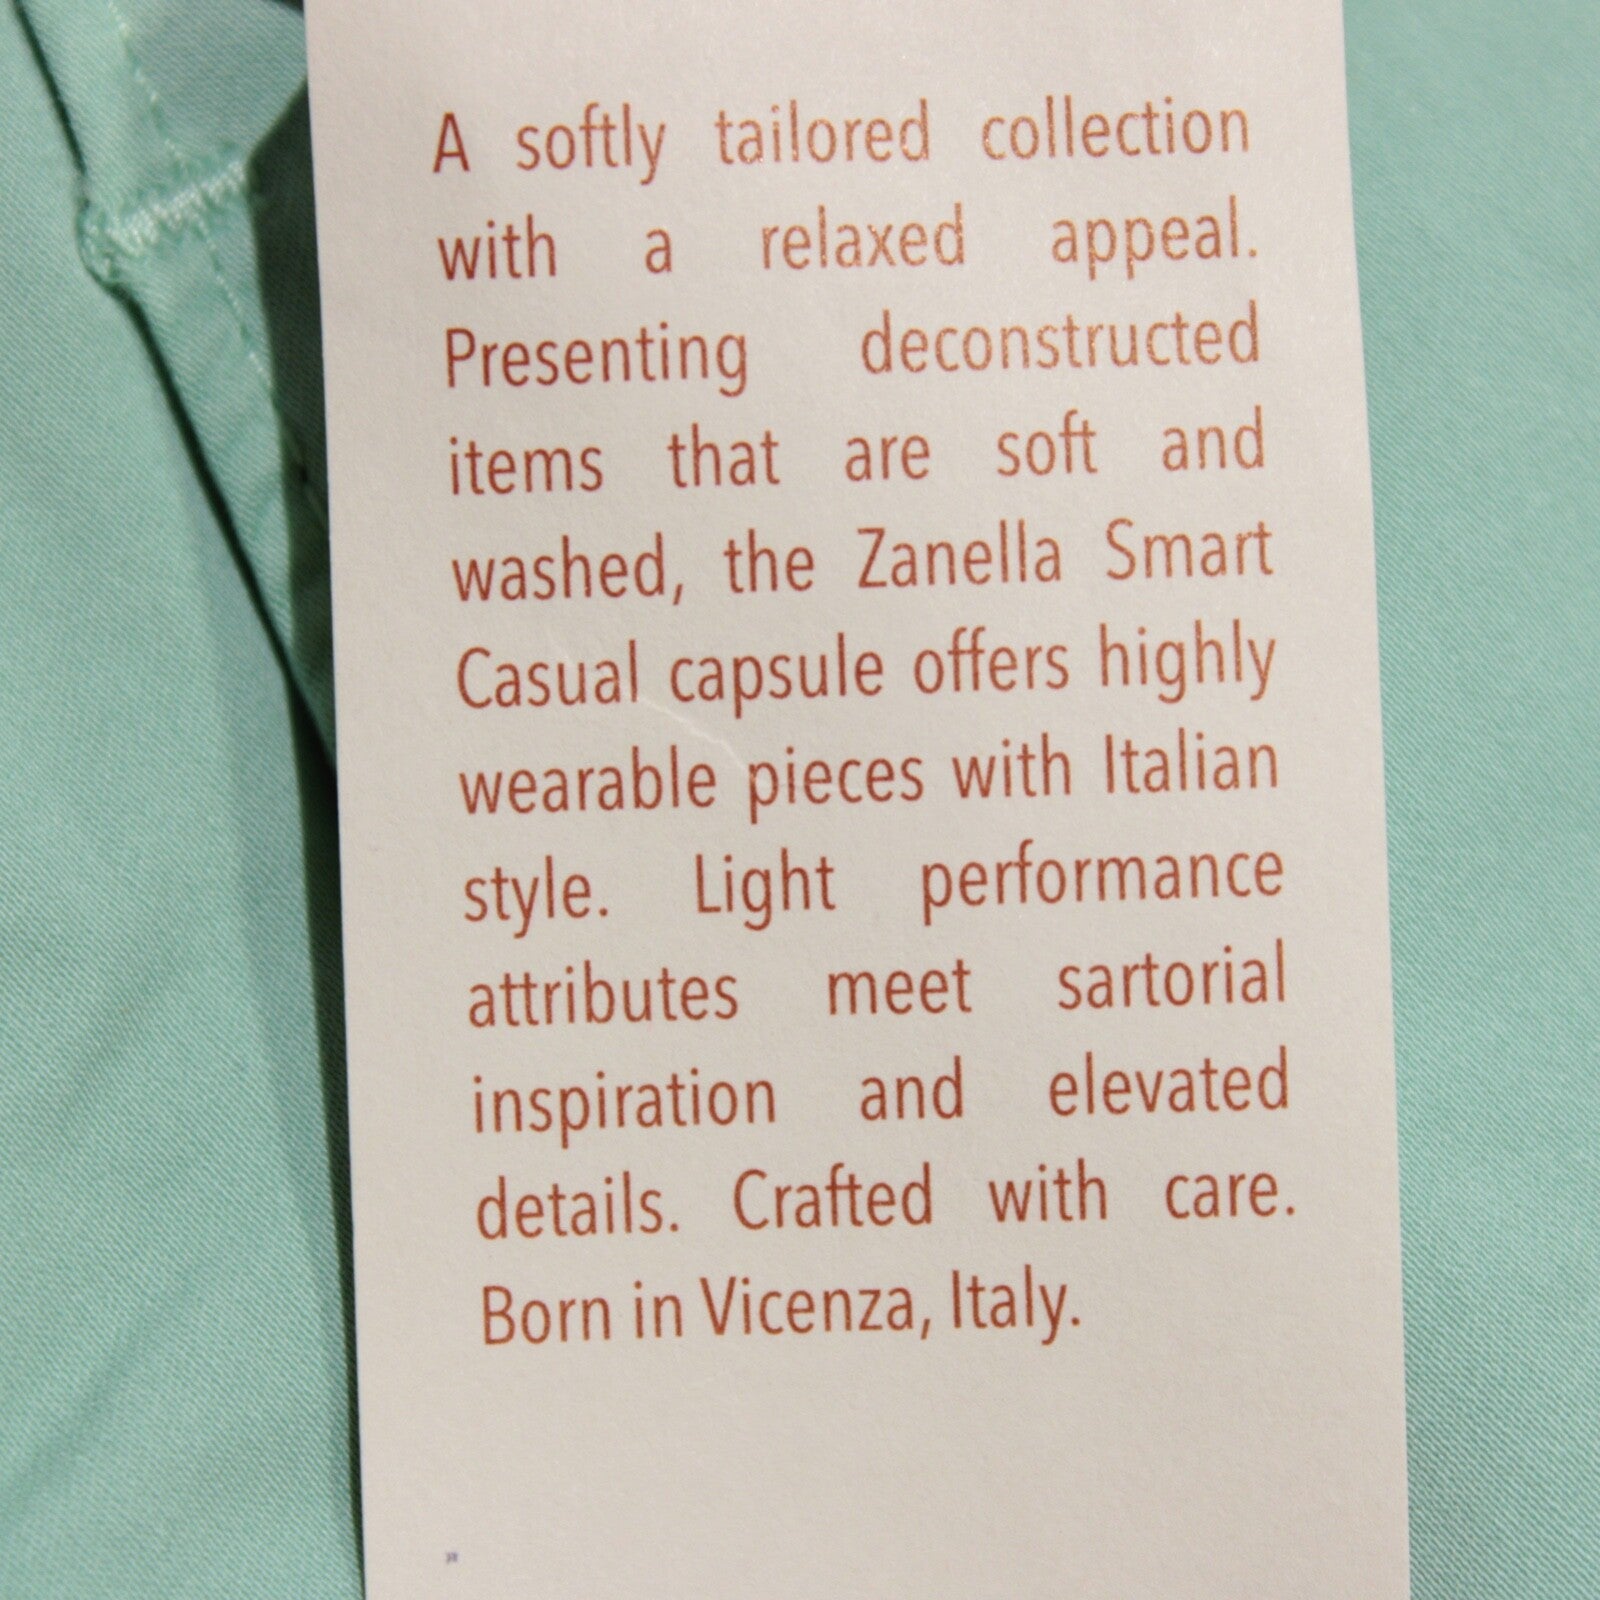 A softly tailored collection
with a relaxed appeal.
Presenting deconstructed
items that are soft and
washed, the Zanella Smart
Casual capsule offers highly
wearable pieces with Italian
style. Light performance
attributes meet sartorial
inspiration and elevated
details. Crafted with care.
Born in Vicenza, Italy.